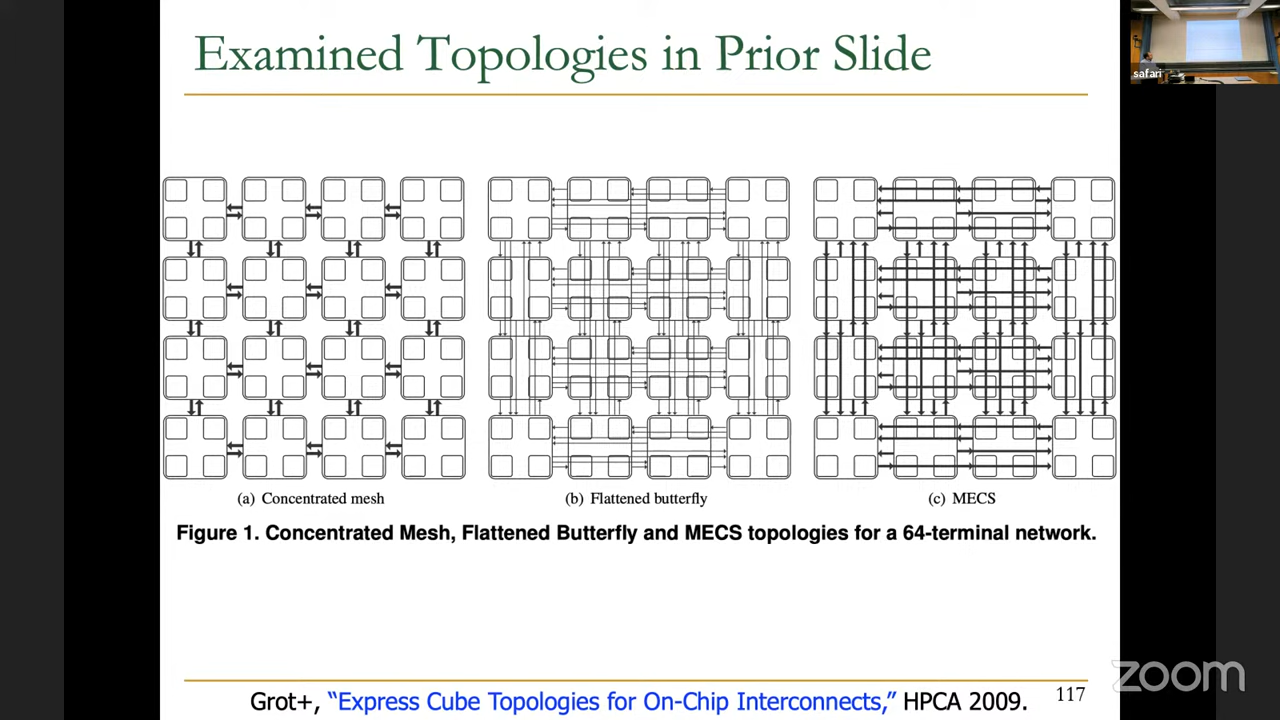 Examined Topologies in Prior Slide
safari
(a) Concentrated mesh
(b) Flattened butterfly
(c) MECS
Figure 1. Concentrated Mesh, Flattened Butterfly and MECS topologies for a 64-terminal network.
Grot+, “Express Cube Topologies for On-Chip Interconnects,” HPCA 2009.
117
zoom